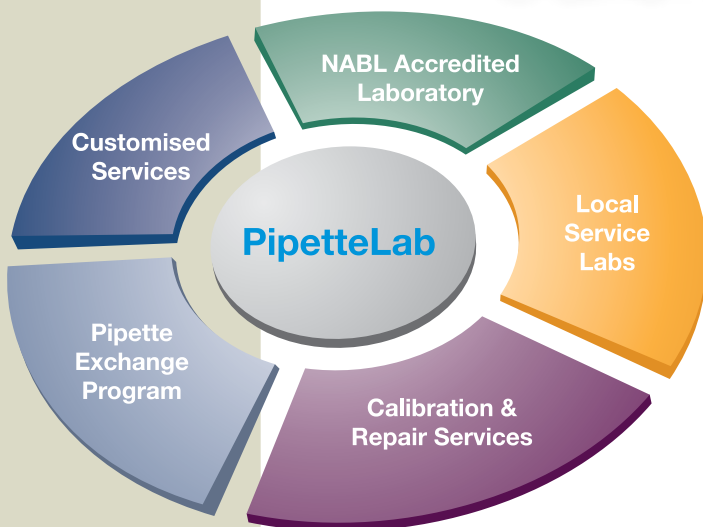 NABL Accredited
Laboratory
Customised
Services
Local
Service
Labs
PipetteLab
Pipette
Exchange
Program
Calibration &
Repair Services